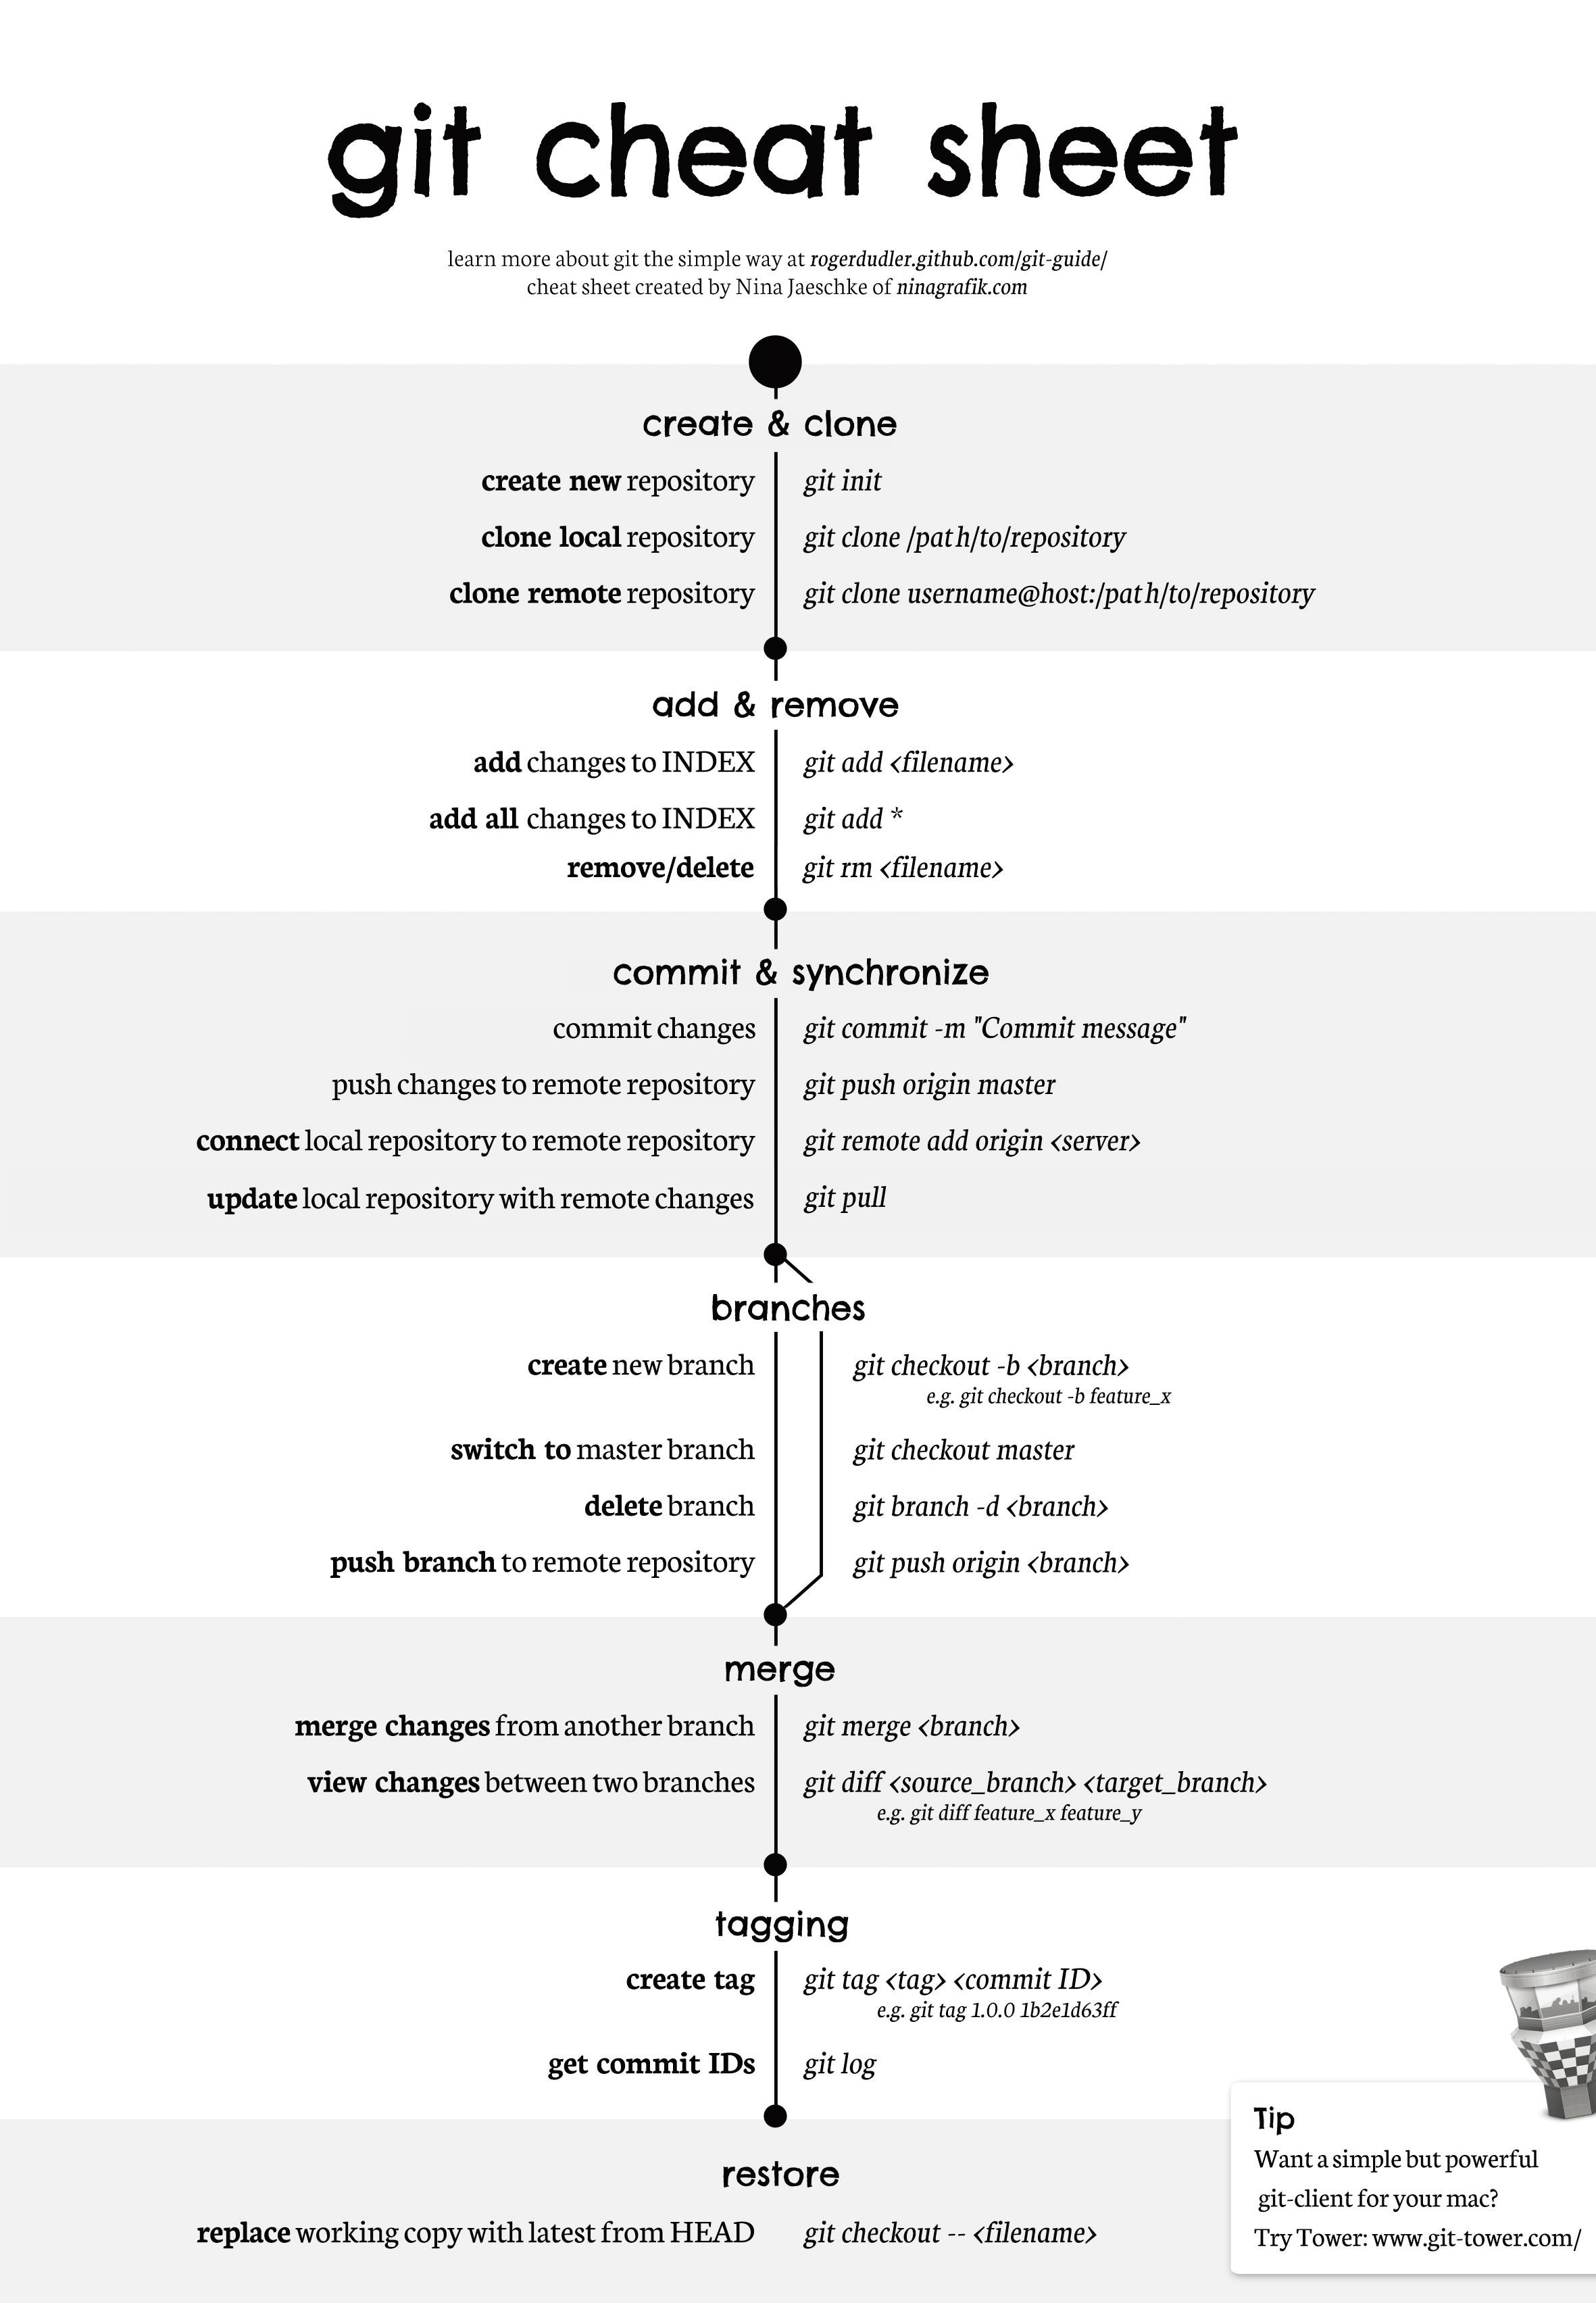 git cheat sheet
learn more about git the simple way at rogerdudler.github.com/git-guide/
cheat sheet created by Nina Jaeschke of ninagrafik.com
create & clone
create new repository git init
clone local repository git clone /path/to/repository
clone remote repository git clone username@host:/path/to/repository
add & remove
add changes to INDEX git add <filename>
add all changes to INDEX git add *
remove/delete git rm <filename>
commit & synchronize
commit changes git commit -m "Commit message"
push changes to remote repository git push origin master
connect local repository to remote repository git remote add origin <server>
update local repository with remote changes git pull
branches
create new branch git checkout -b <branch>
e.g. git checkout -b feature_x
switch to master branch git checkout master
delete branch git branch -d <branch>
push branch to remote repository git push origin <branch>
merge
merge changes from another branch git merge <branch>
view changes between two branches git diff <source_branch> <target_branch>
e.g. git diff feature_x feature_y
tagging
create tag git tag <tag> <commit ID>
e.g. git tag 1.0.0 1b2e1d63ff
get commit IDs git log
restore
replace working copy with latest from HEAD git checkout -- <filename>
Tip
Want a simple but powerful
git-client for your mac?
Try Tower: www.git-tower.com/